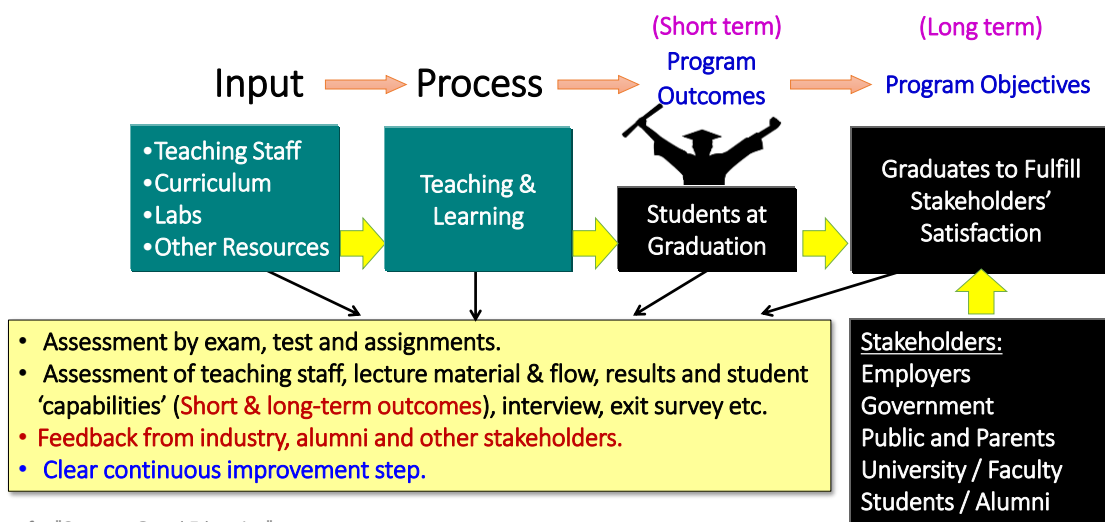 (Short term)
(Long term)
Input
Process
Program
Outcomes
Program Objectives
•Teaching Staff
•Curriculum
•Labs
•Other Resources
Teaching &
Learning
Students at
Graduation
Graduates to Fulfill
Stakeholders’
Satisfaction
• Assessment by exam, test and assignments.
• Assessment of teaching staff, lecture material & flow, results and student
‘capabilities’ (Short & long-term outcomes), interview, exit survey etc.
• Feedback from industry, alumni and other stakeholders.
• Clear continuous improvement step.
Stakeholders:
Employers
Government
Public and Parents
University / Faculty
Students / Alumni